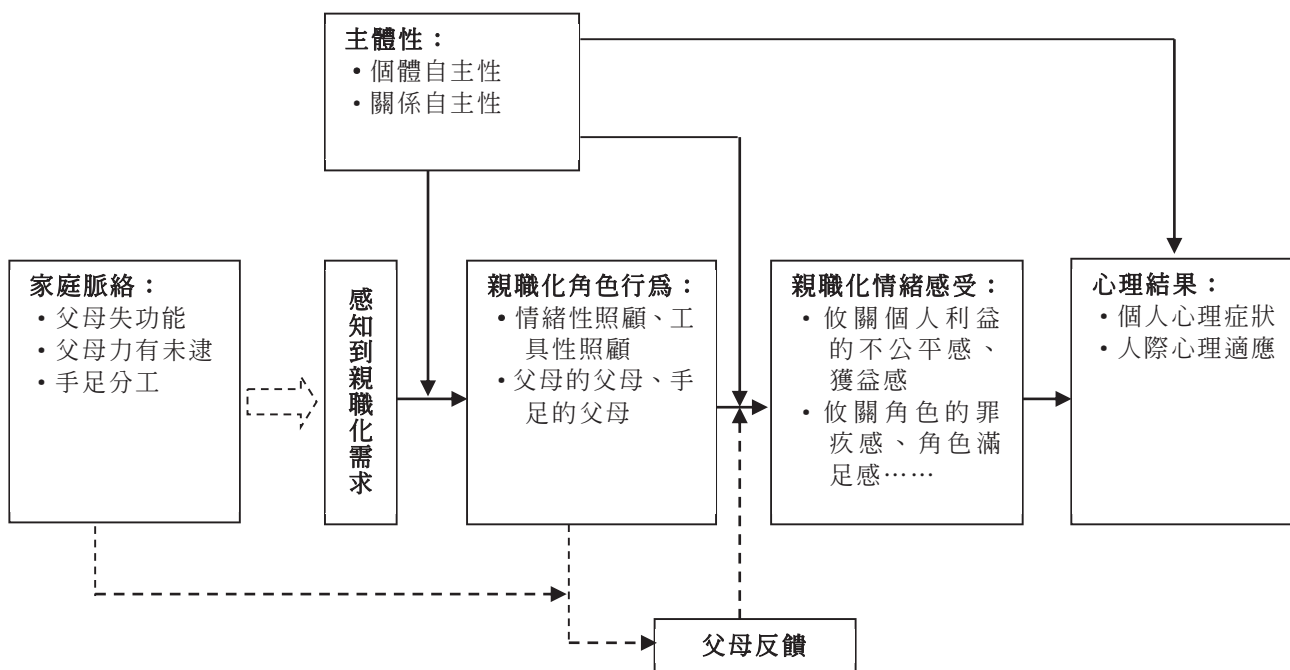 主體性：
•個體自主性
•關係自主性
家庭脈絡：
•父母失功能
•父母力有未逮
•手足分工
感知到親職化需求
親職化角色行爲：
•情緒性照顧、工
具性照顧
•父母的父母、手
足的父母
親職化情緒感受：
•攸關個人利益
的不公平感、
獲益感
•攸關角色的罪
疚感、角色滿
足感……
心理結果：
•個人心理症狀
•人際心理適應
父母反饋